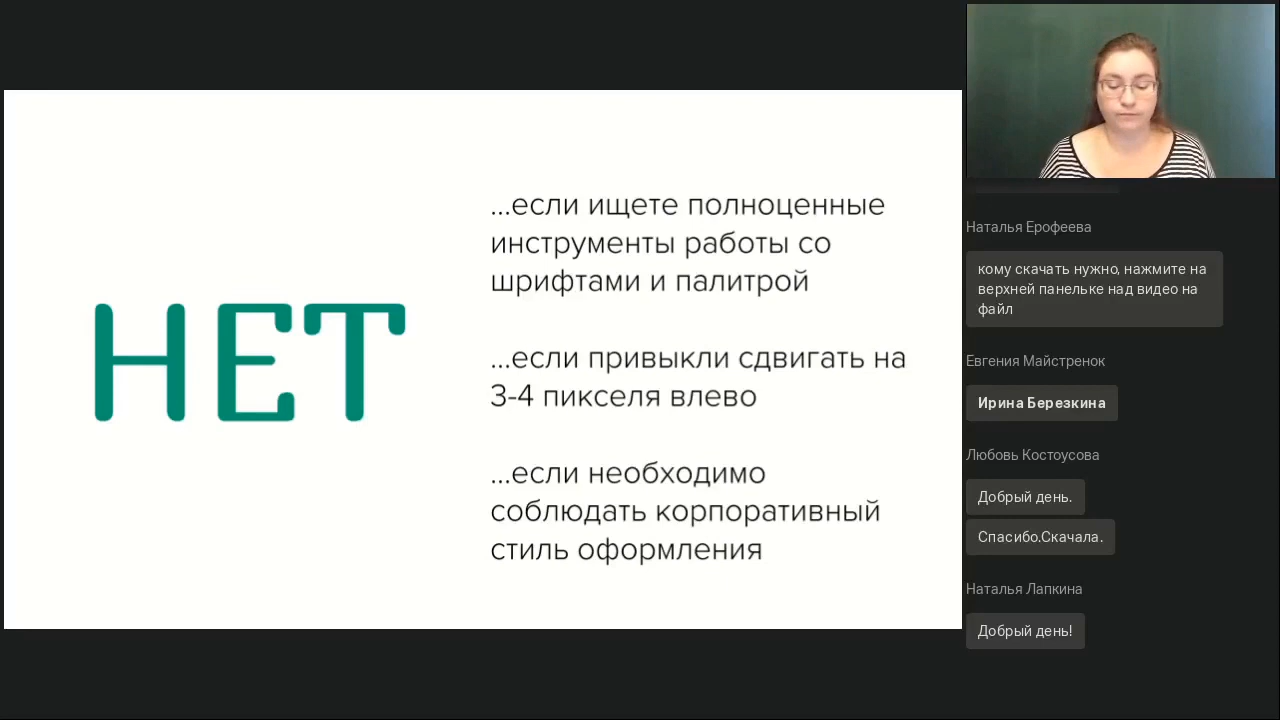 НЕТ
...если ищете полноценные
инструменты работы со
шрифтами и палитрой
...если привыкли сдвигать на
3-4 пикселя влево
...если необходимо
соблюдать корпоративный
стиль оформления
Наталья Ерофеева
кому скачать нужно, нажмите на
верхней панельке над видео на
файл
Евгения Майстренок
Ирина Березкина
Любовь Костоусова
Добрый день.
Спасибо.Скачала.
Наталья Лапкина
Добрый день!